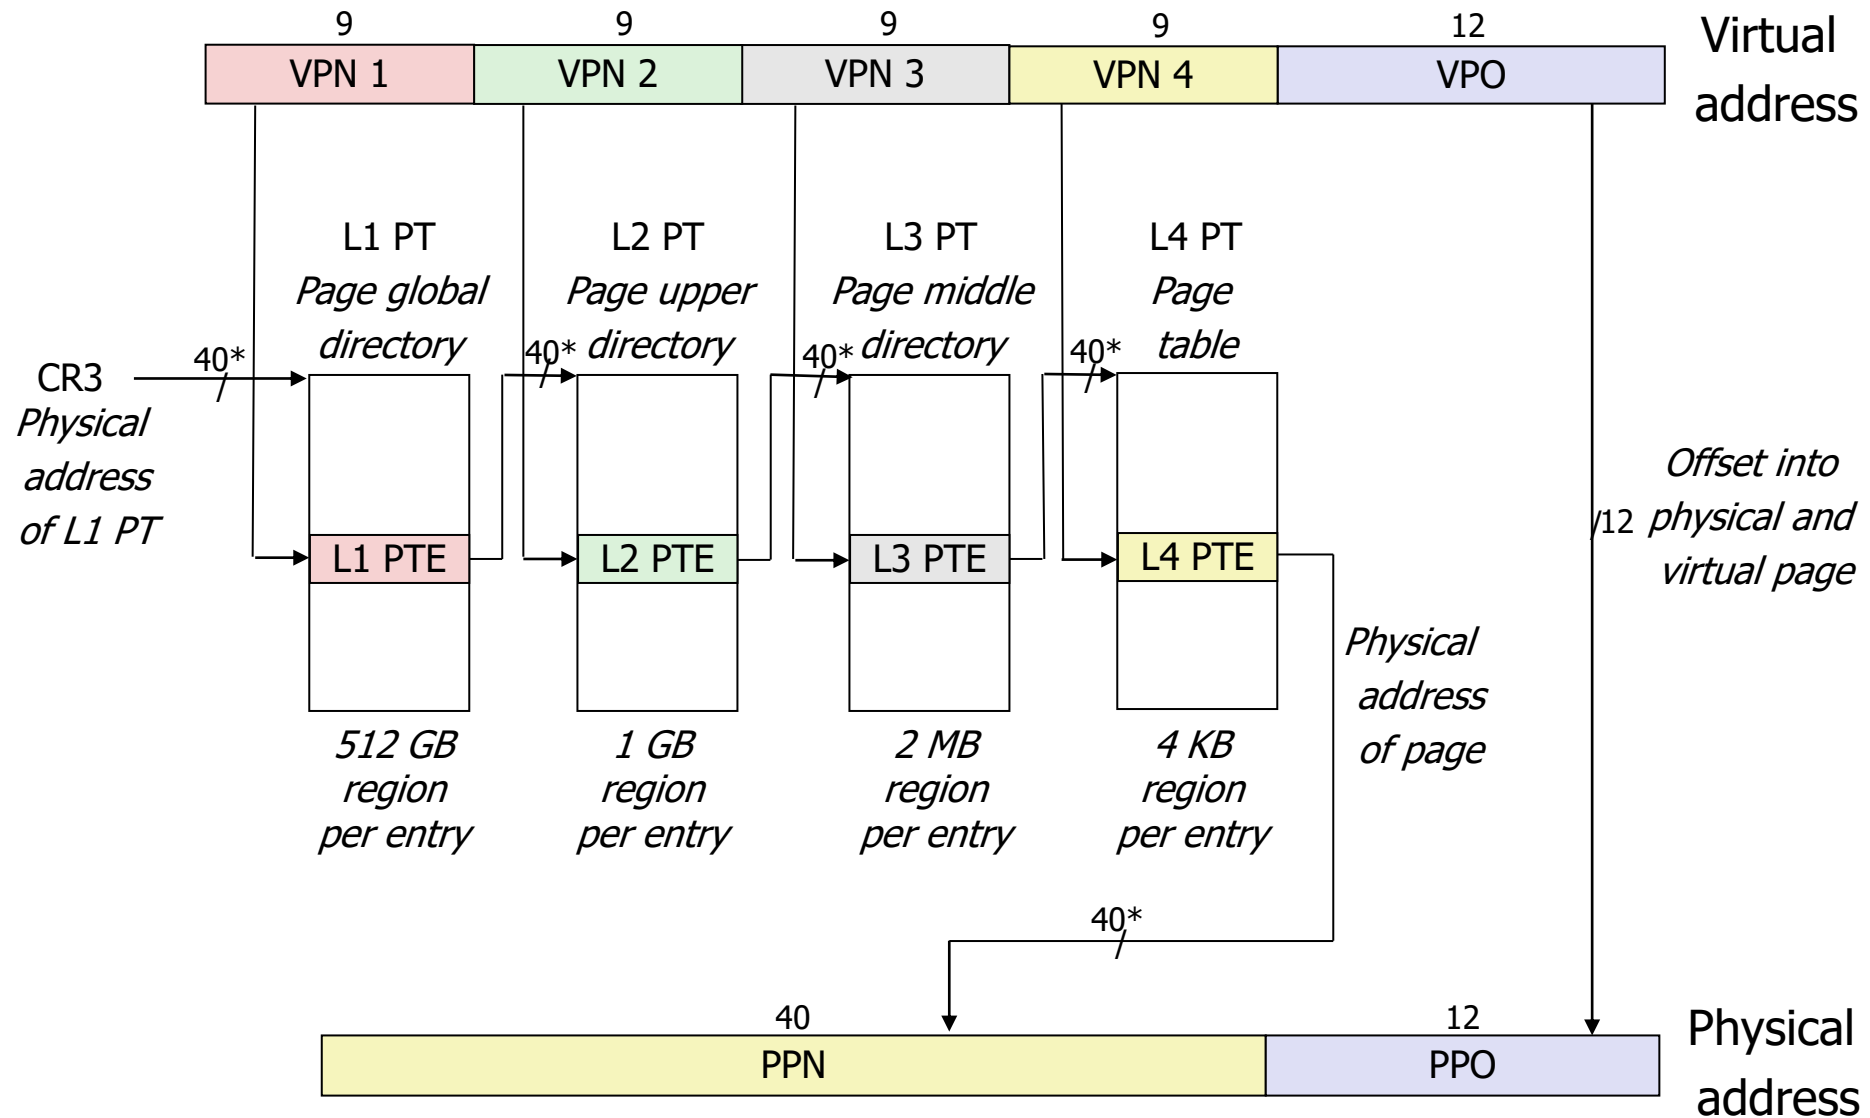 9
9
9
9
12
VPN 1
VPN 2
VPN 3
VPN 4
VPO
Virtual
address
L1 PT
Page global
directory
L2 PT
Page upper
directory
L3 PT
Page middle
directory
L4 PT
Page
table
CR3
Physical
address
of L1 PT
40*
40*
40*
40*
L1 PTE
L2 PTE
L3 PTE
L4 PTE
12
Offset into
physical and
virtual page
512 GB
region
per entry
1 GB
region
per entry
2 MB
region
per entry
4 KB
region
per entry
Physical
address
of page
40*
40
12
PPN
PPO
Physical
address